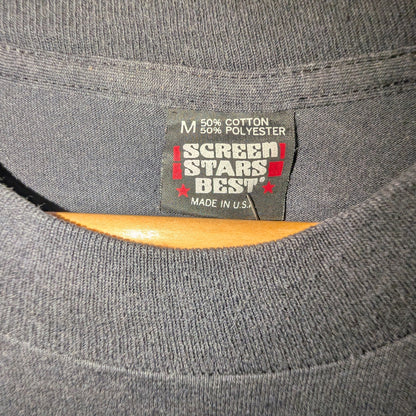 M 50% COTTON
50% POLYESTER
SCREEN
STARS
BEST®
MADE IN U.S.A